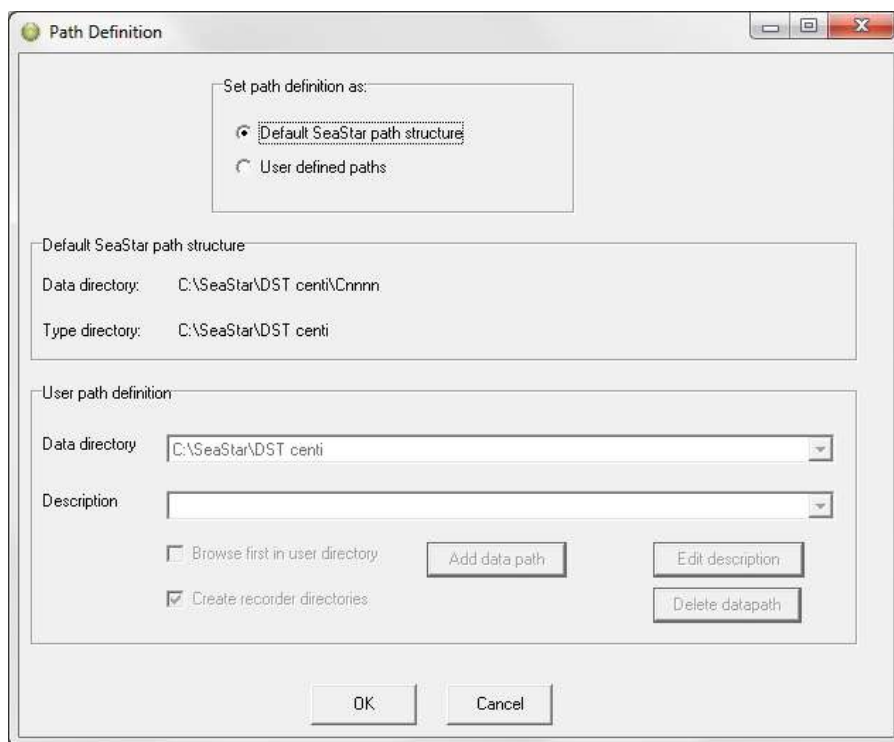 Path Definition
Set path definition as:
Default SeaStar path structure
User defined paths
Default SeaStar path structure
Data directory: C:\SeaStar\DST centi\Cnnnn
Type directory: C:\SeaStar\DST centi
User path definition
Data directory C:\SeaStar\DST centi
Description
Browse first in user directory Add data path Edit description
Create recorder directories Delete datapath
OK Cancel